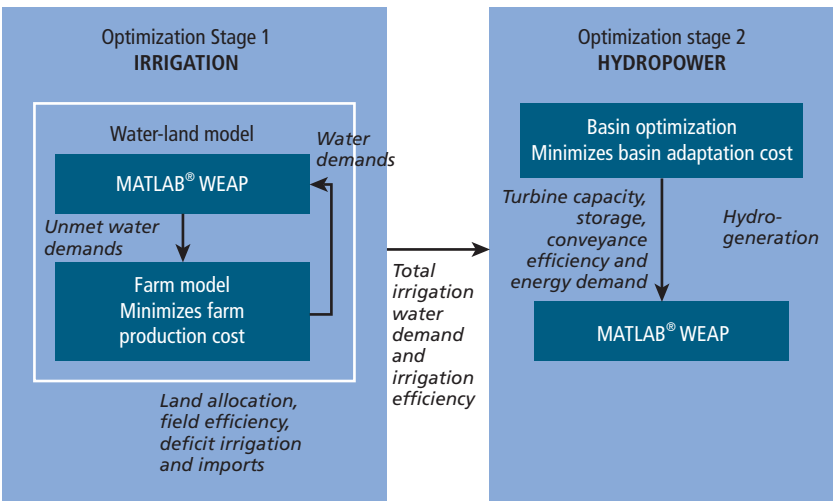 Optimization Stage 1
IRRIGATION
Water-land model
Water
demands
MATLAB® WEAP
Unmet water
demands
Farm model
Minimizes farm
production cost
Land allocation,
field efficiency,
deficit irrigation
and imports
Total
irrigation
water
demand
and
irrigation
efficiency
Optimization stage 2
HYDROPOWER
Basin optimization
Minimizes basin adaptation cost
Turbine capacity,
storage,
conveyance
efficiency and
energy demand
Hydro-
generation
MATLAB® WEAP